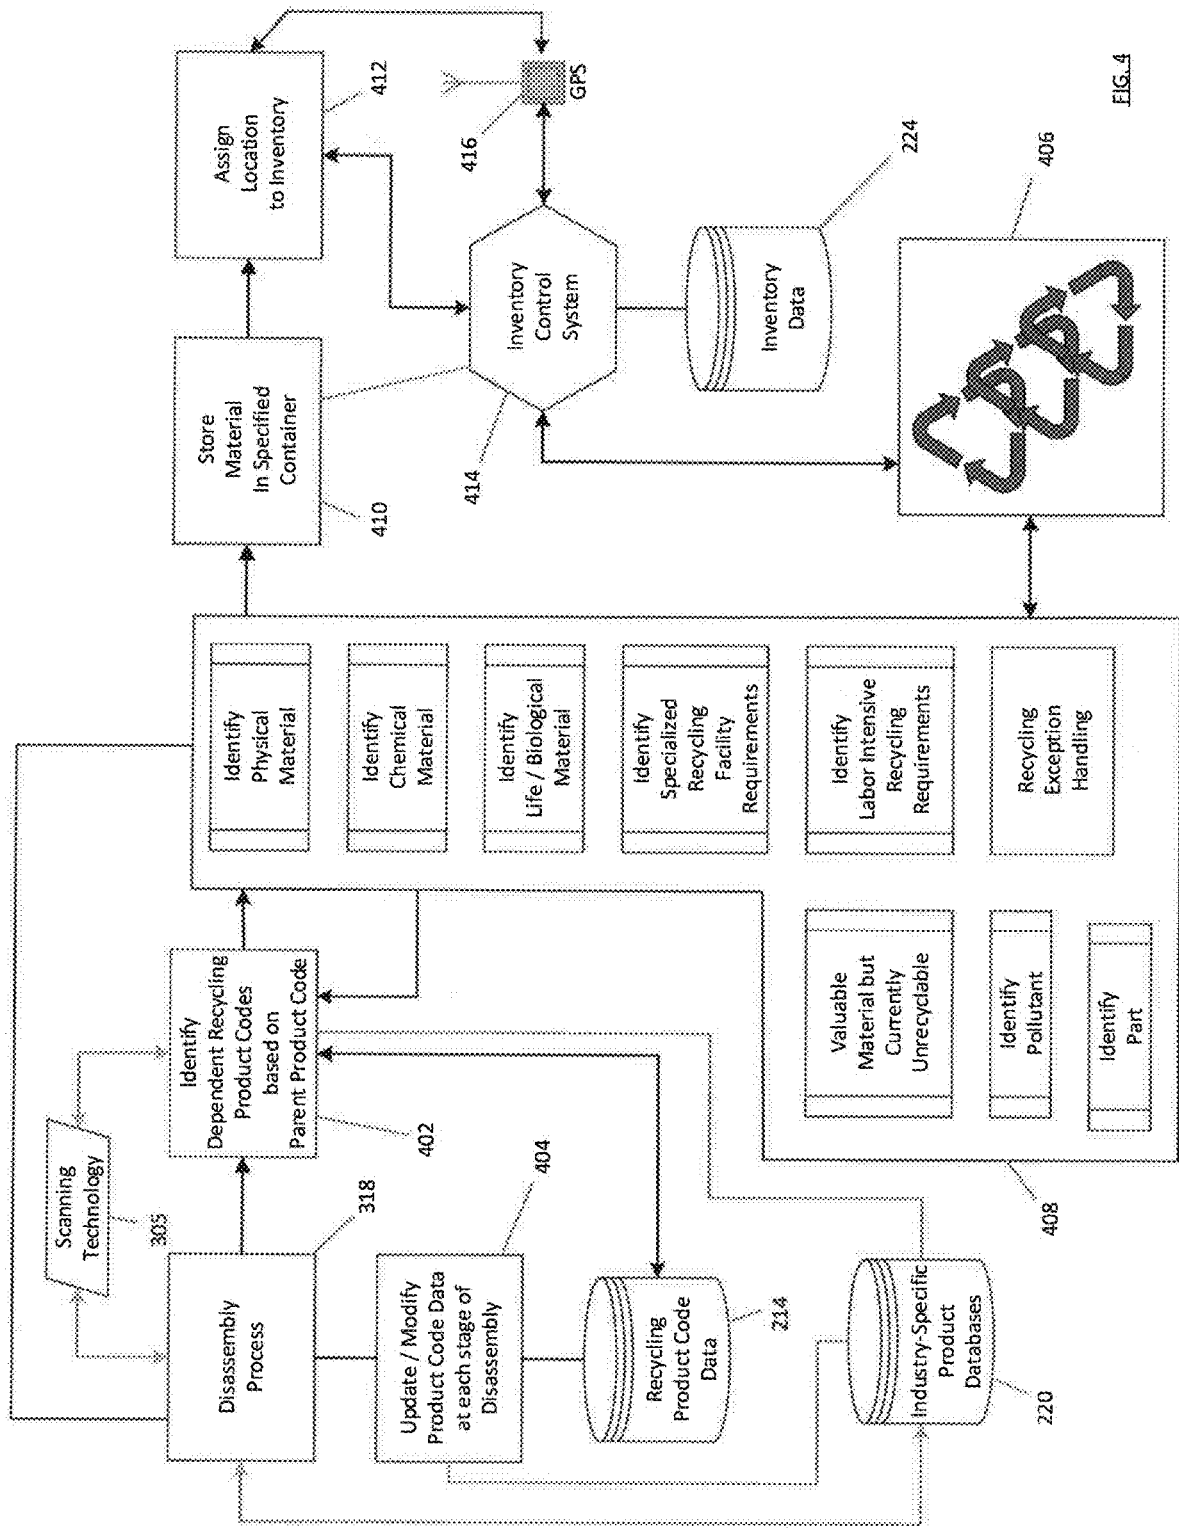 Scanning
Technology
305
Disassembly
Process
318
Identify
Dependent Recycling
Product Codes
based on
Parent Product Code
402
Update / Modify
Product Code Data
at each stage of
Disassembly
404
Recycling
Product Code
Data
214
Industry-Specific
Product
Databases
220
Identify
Physical
Material
Identify
Chemical
Material
Identify
Life / Biological
Material
Identify
Specialized
Recycling
Facility
Requirements
Identify
Labor Intensive
Recycling
Requirements
Recycling
Exception
Handling
Valuable
Material but
Currently
Unrecyclable
Identify
Pollutant
Identify
Part
408
Store
Material
In Specified
Container
410
Assign
Location
to Inventory
412
416
GPS
Inventory
Control
System
414
Inventory
Data
224
406
FIG. 4